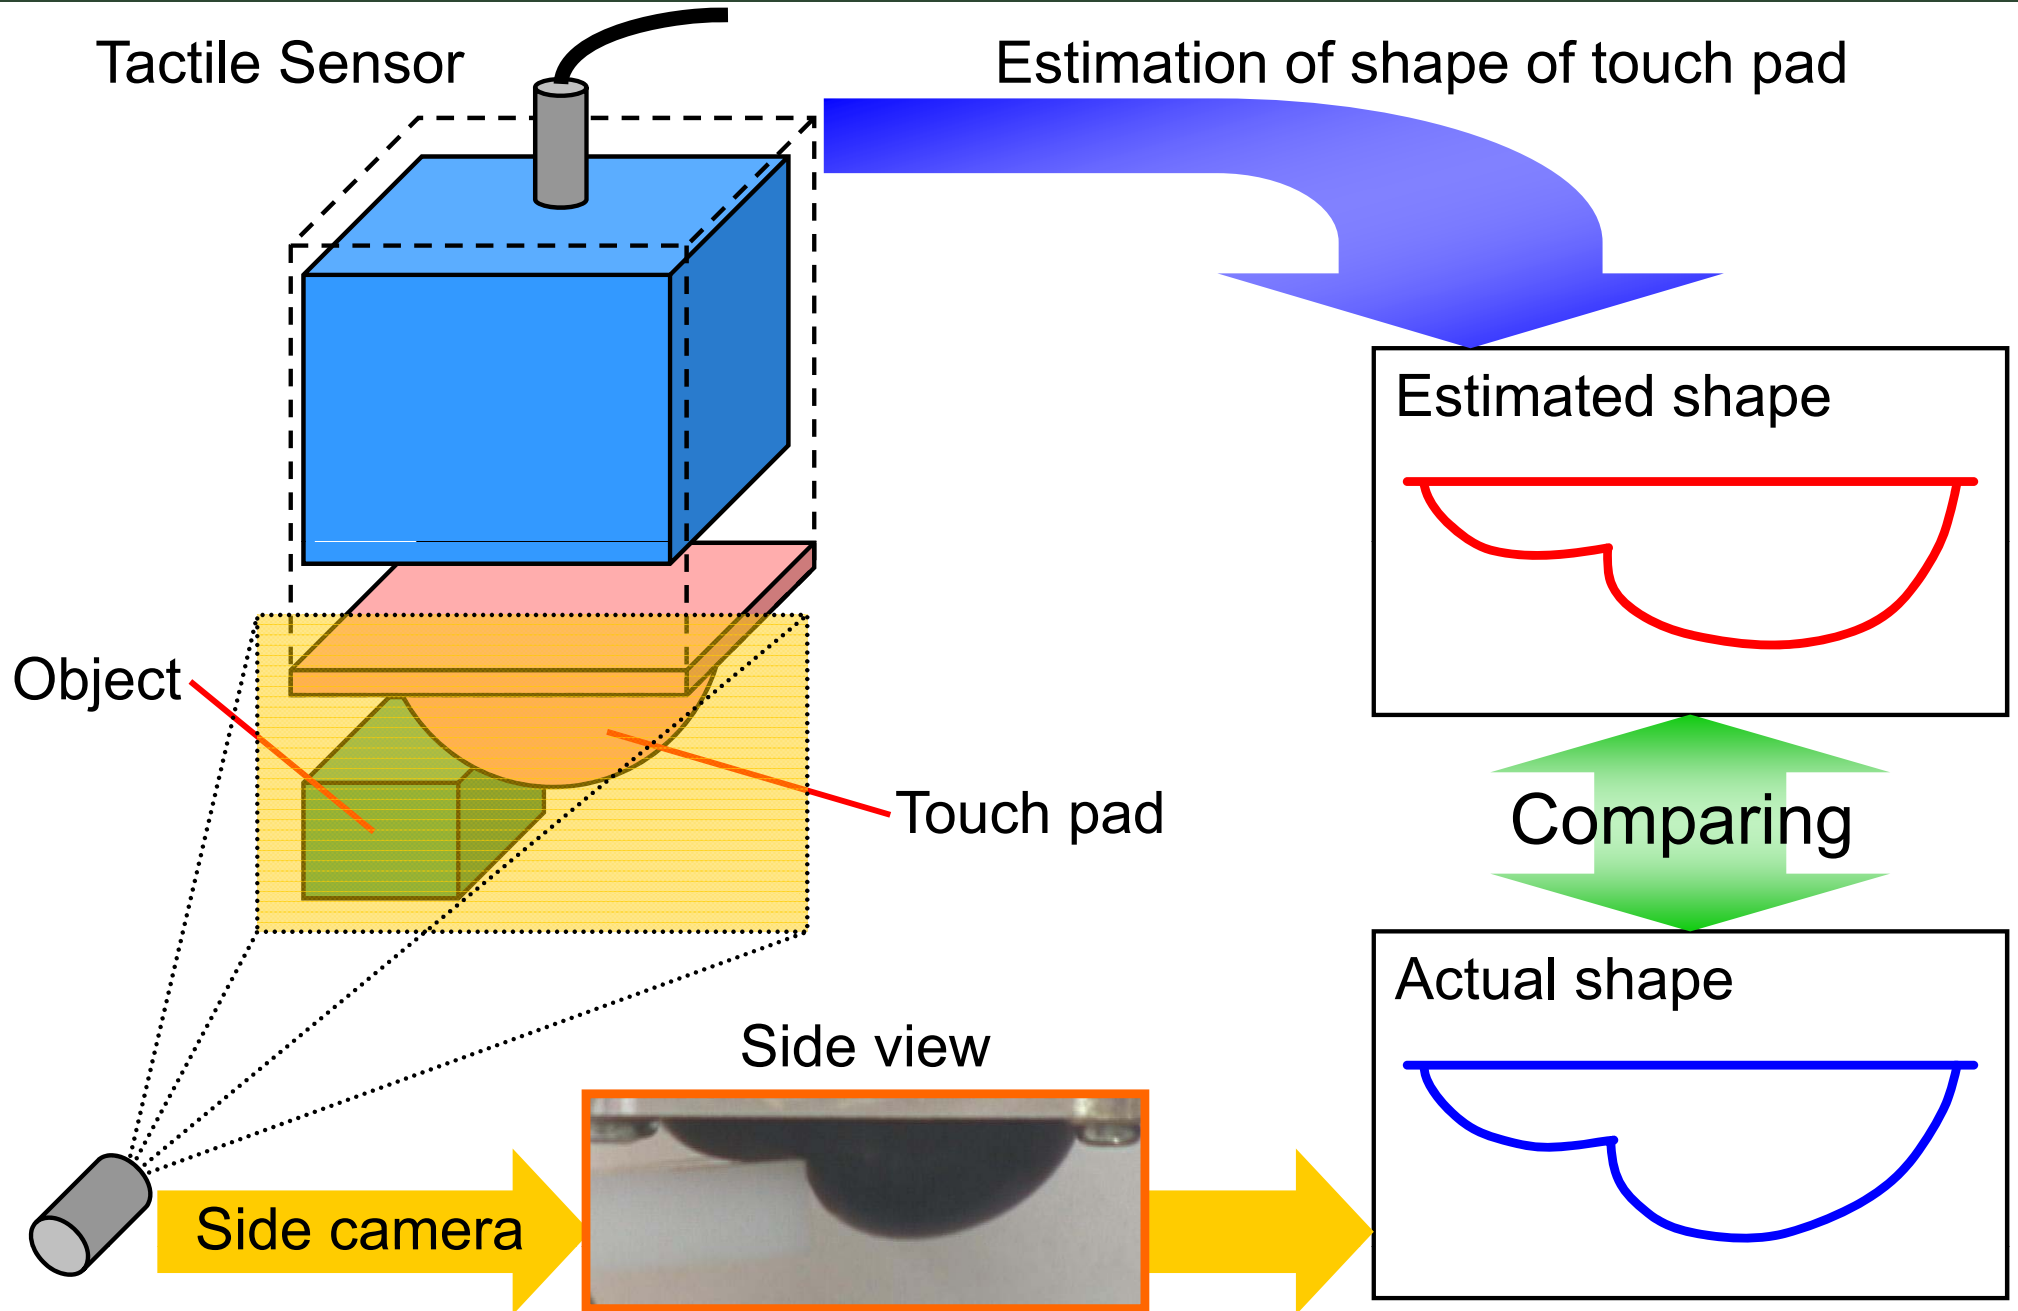 Tactile Sensor
Estimation of shape of touch pad
Estimated shape
Object
Touch pad
Comparing
Actual shape
Side view
Side camera